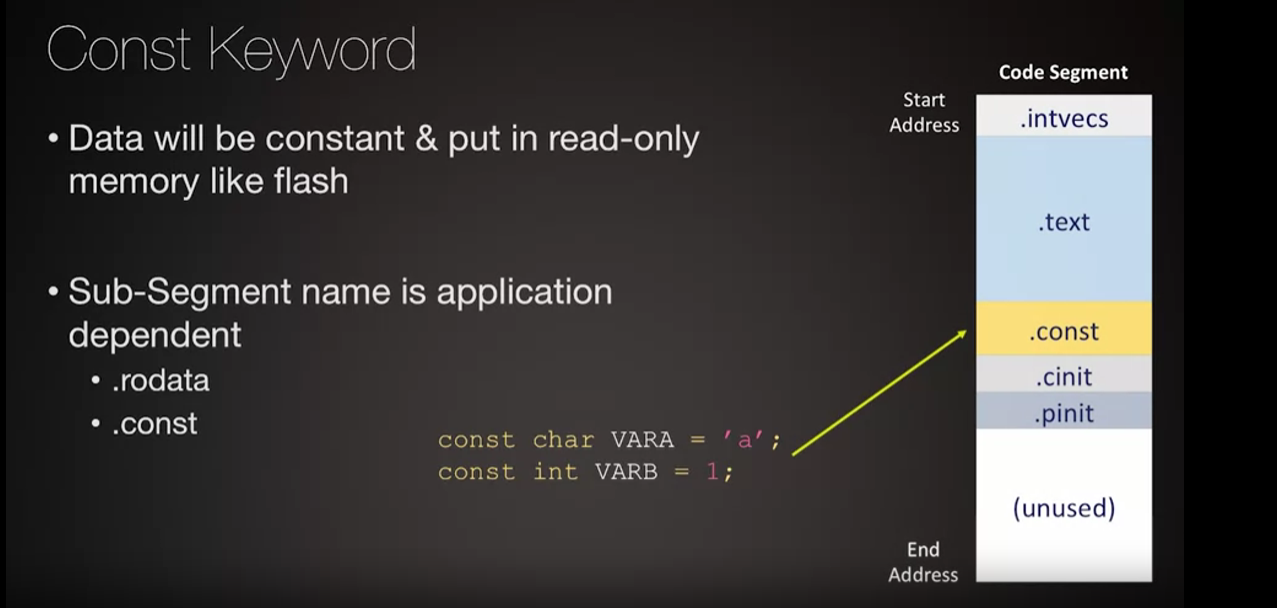 Const Keyword
• Data will be constant & put in read-only
memory like flash
• Sub-Segment name is application
dependent
• .rodata
• .const
const char VARA = 'a';
const int VARB = 1;
Code Segment
Start
Address
.intvecs
.text
.const
.cinit
.pinit
(unused)
End
Address